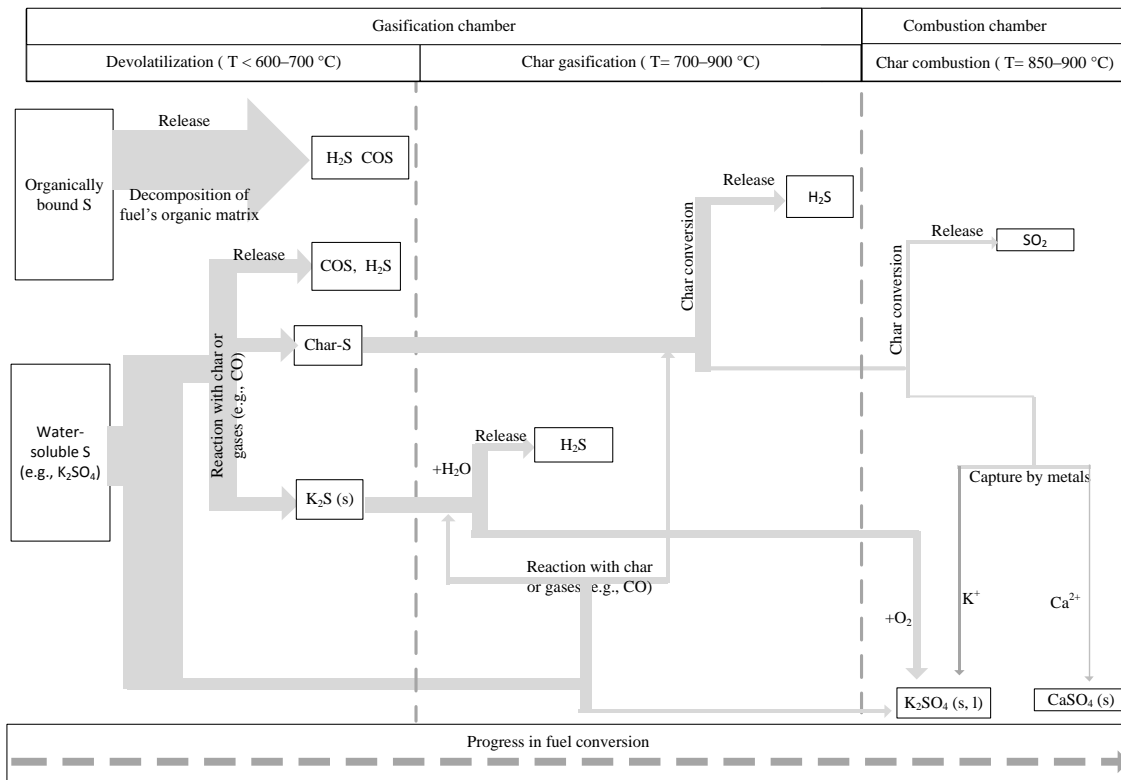 Gasification chamber
Combustion chamber
Devolatilization ( T < 600–700 °C)
Char gasification ( T= 700–900 °C)
Char combustion ( T= 850–900 °C)
Organically
bound S
Release
Decomposition of
fuel's organic matrix
H₂S COS
Release
COS, H₂S
Reaction with char or
gases (e.g., CO)
Char-S
Water-
soluble S
(e.g., K₂SO₄)
K₂S (s)
+H₂O
Release
H₂S
Reaction with char
or gases (e.g., CO)
Char conversion
Release
H₂S
Char conversion
Release
SO₂
Capture by metals
K⁺
Ca²⁺
+O₂
K₂SO₄ (s, l)
CaSO₄ (s)
Progress in fuel conversion